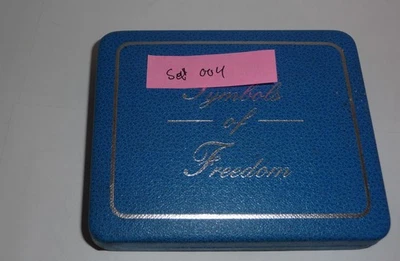 Set 004
Symbols
of
Freedom